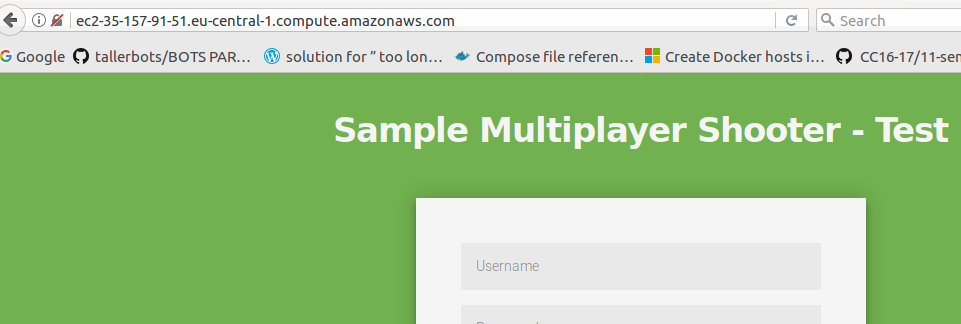 ec2-35-157-91-51.eu-central-1.compute.amazonaws.com
Search
Google tallerbots/BOTS PAR... solution for " too lon... Compose file referen... Create Docker hosts i... CC16-17/11-sem
Sample Multiplayer Shooter - Test
Username